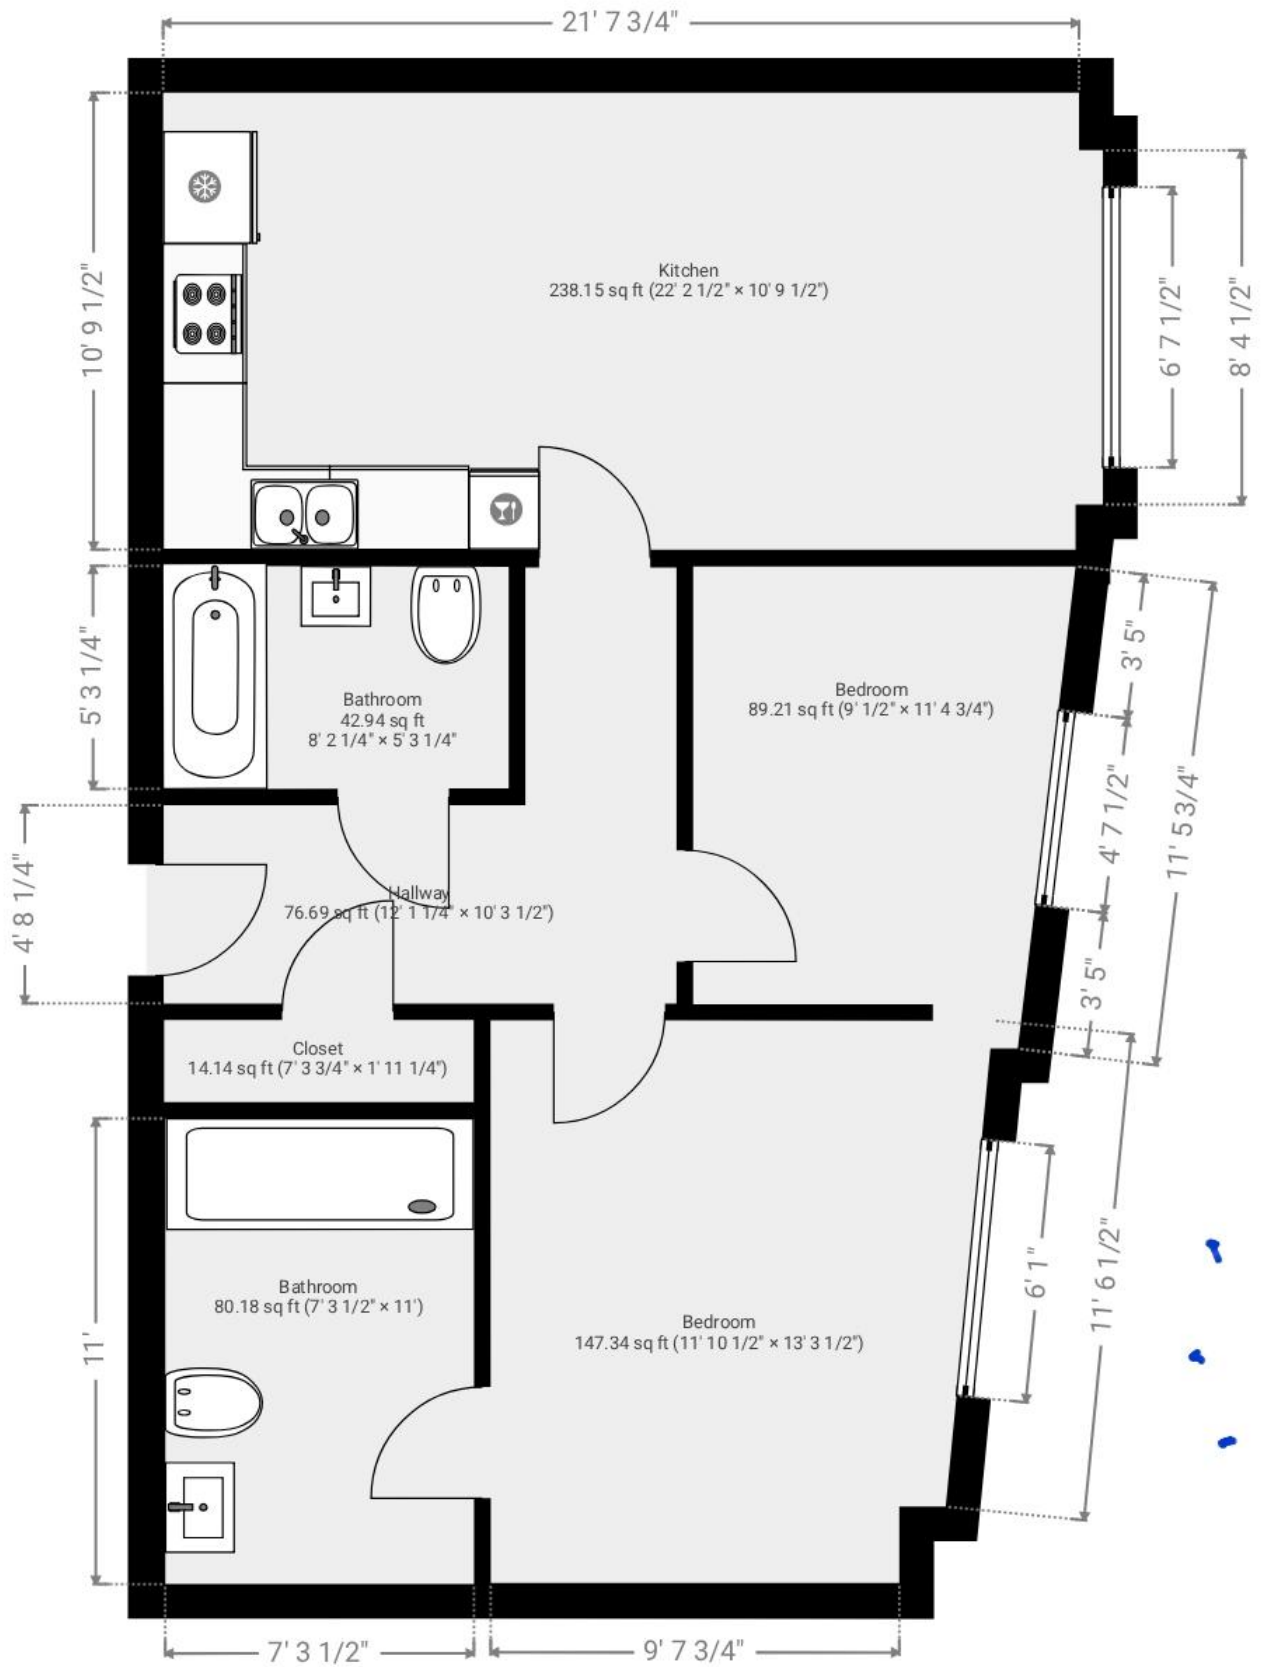 21' 7 3/4"
10' 9 1/2"
Kitchen
238.15 sq ft (22' 2 1/2" × 10' 9 1/2")
6' 7 1/2"
8' 4 1/2"
5' 3 1/4"
Bathroom
42.94 sq ft
8' 2 1/4" × 5' 3 1/4"
Bedroom
89.21 sq ft (9' 1/2" × 11' 4 3/4")
3' 5"
4' 7 1/2"
11' 5 3/4"
3' 5"
4' 8 1/4"
Hallway
76.69 sq ft (12' 1 1/4" × 10' 3 1/2")
Closet
14.14 sq ft (7' 3 3/4" × 1' 11 1/4")
11'
Bathroom
80.18 sq ft (7' 3 1/2" × 11')
Bedroom
147.34 sq ft (11' 10 1/2" × 13' 3 1/2")
6' 1"
11' 6 1/2"
7' 3 1/2"
9' 7 3/4"